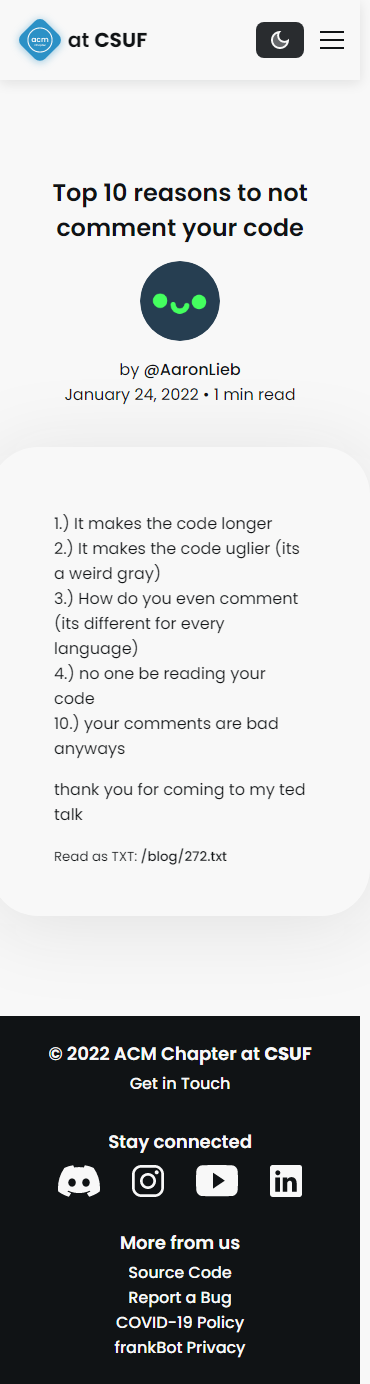 acm
at CSUF
Top 10 reasons to not
comment your code
by @AaronLieb
January 24, 2022 • 1 min read
1.) It makes the code longer
2.) It makes the code uglier (its
a weird gray)
3.) How do you even comment
(its different for every
language)
4.) no one be reading your
code
10.) your comments are bad
anyways
thank you for coming to my ted
talk
Read as TXT: /blog/272.txt
© 2022 ACM Chapter at CSUF
Get in Touch
Stay connected
in
More from us
Source Code
Report a Bug
COVID-19 Policy
frankBot Privacy